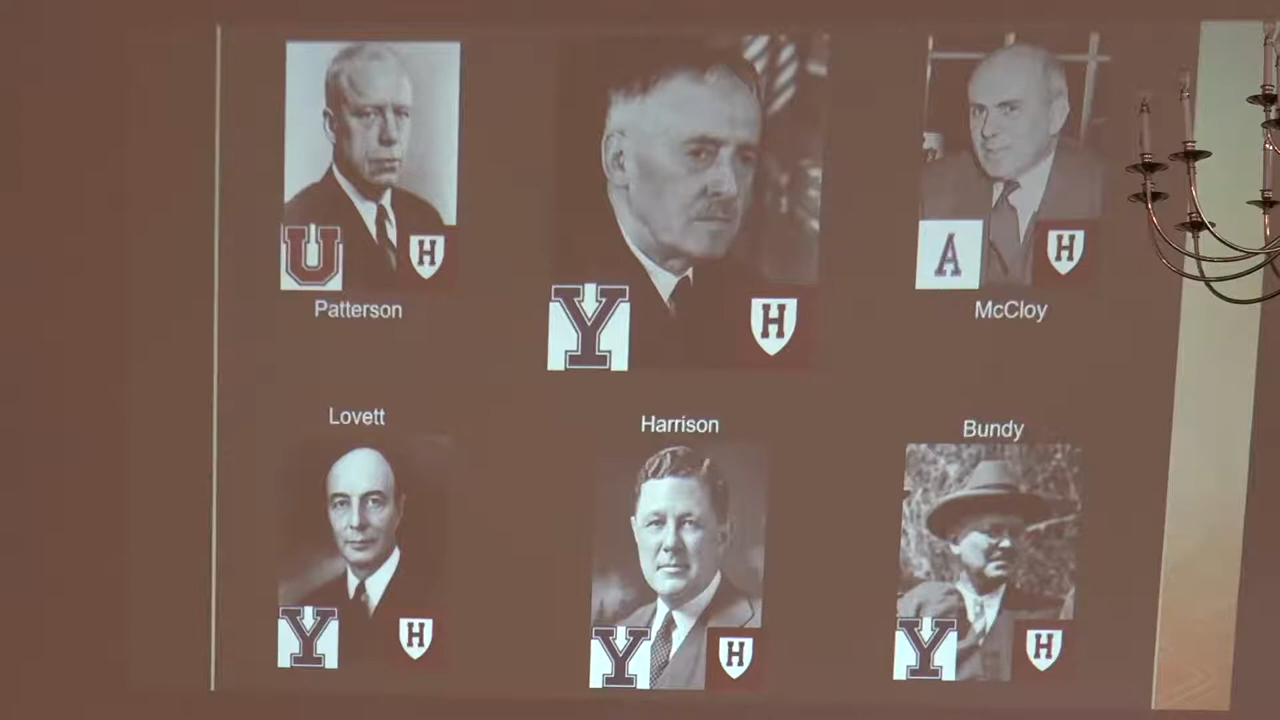 U H
Y H
A H
Patterson
McCloy
Lovett
Harrison
Bundy
Y H
Y H
Y H